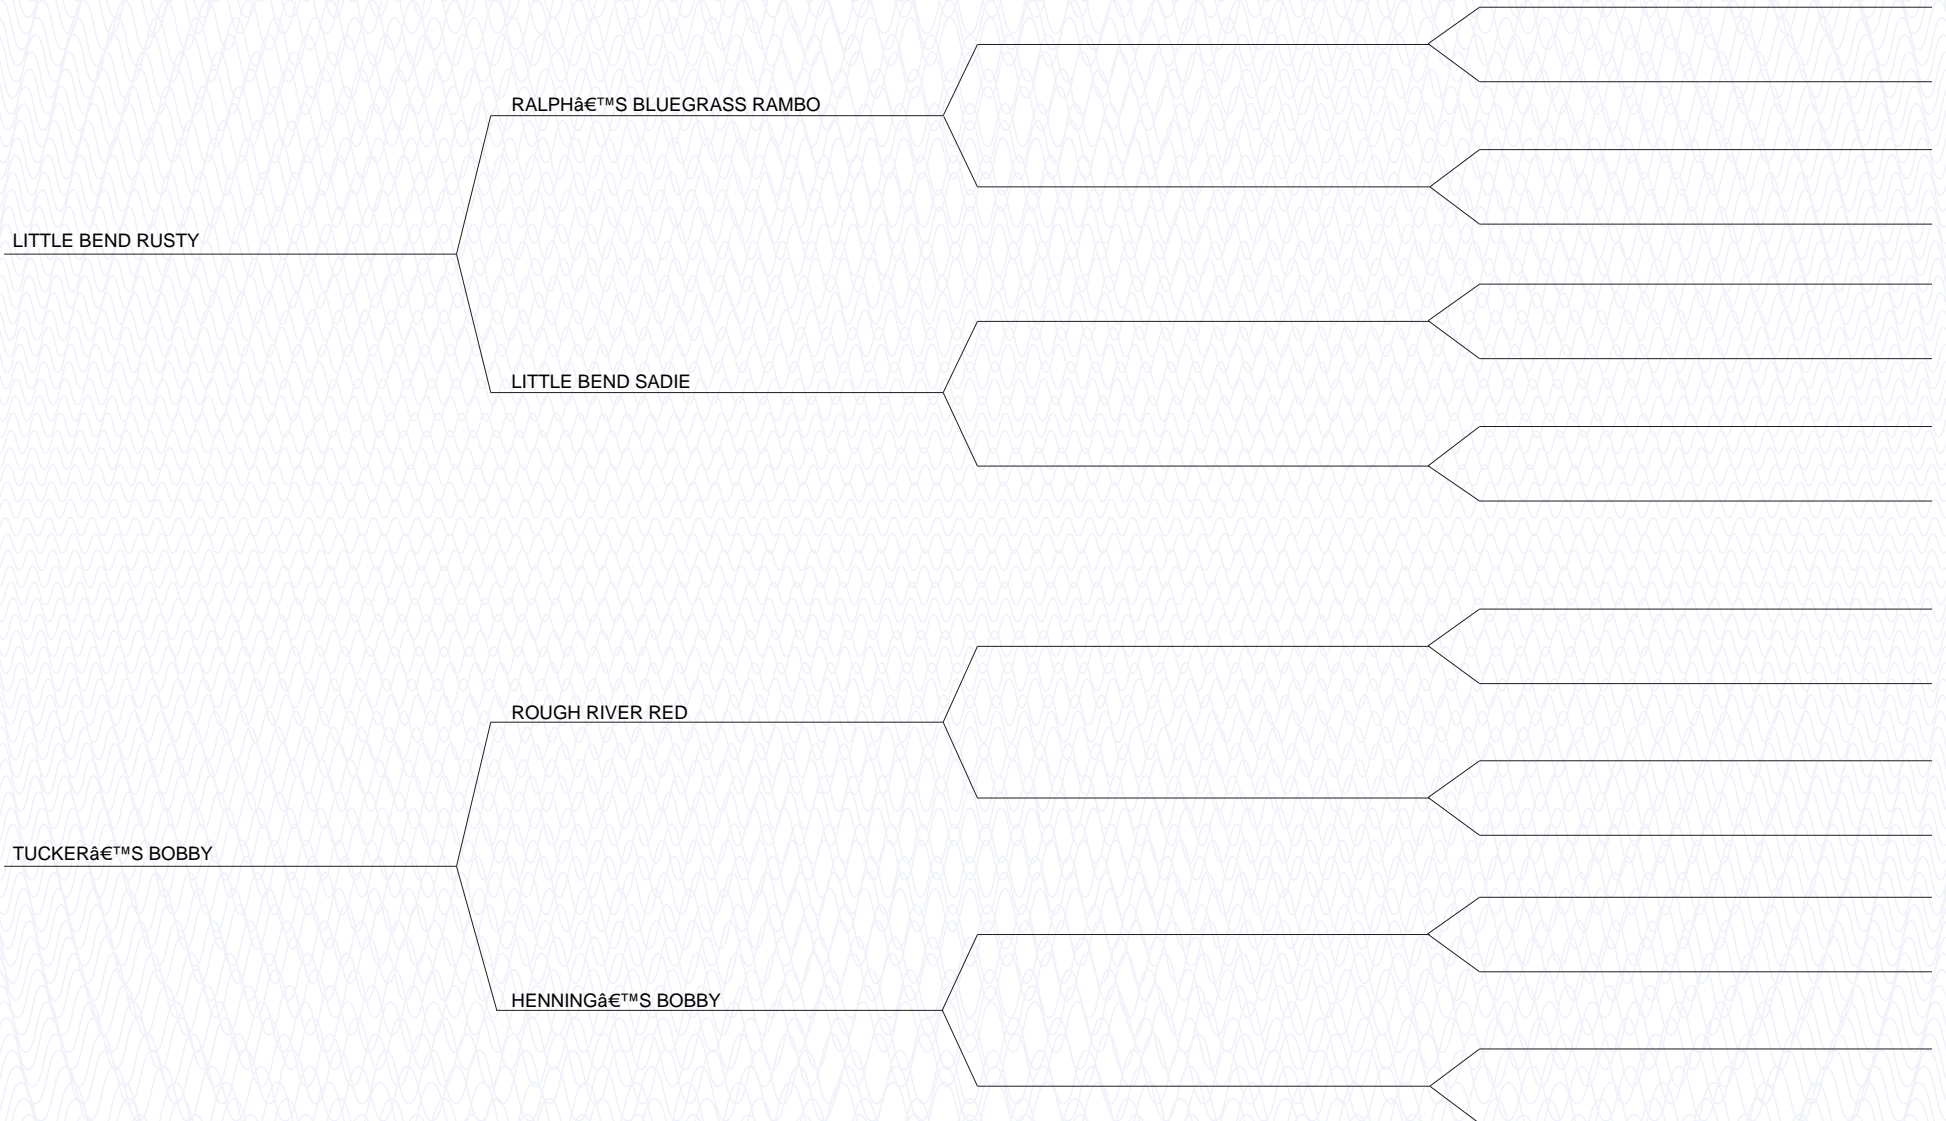 RALPHâ€™S BLUEGRASS RAMBO
LITTLE BEND RUSTY
LITTLE BEND SADIE
ROUGH RIVER RED
TUCKERâ€™S BOBBY
HENNINGâ€™S BOBBY